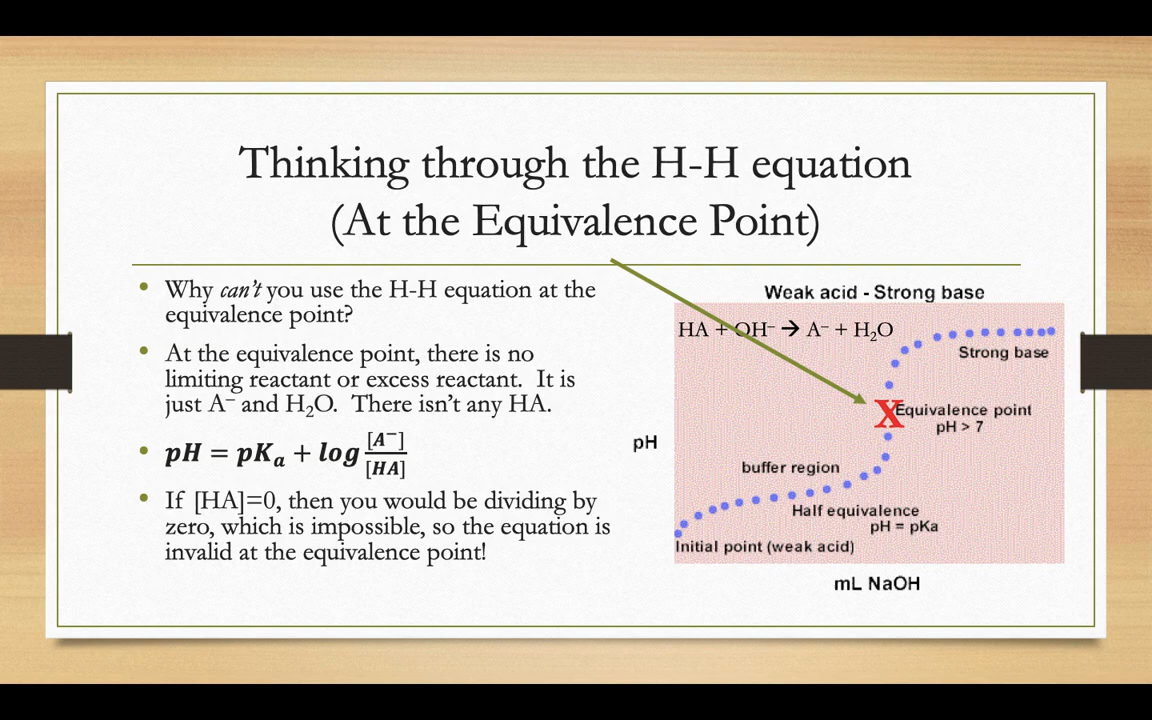 Thinking through the H-H equation
(At the Equivalence Point)
• Why can't you use the H-H equation at the
equivalence point?
• At the equivalence point, there is no
limiting reactant or excess reactant. It is
just A⁻ and H₂O. There isn't any HA.
• pH = pKₐ + log [A⁻]/[HA]
• If [HA]=0, then you would be dividing by
zero, which is impossible, so the equation is
invalid at the equivalence point!
Weak acid - Strong base
HA + OH⁻ → A⁻ + H₂O
Strong base
X
Equivalence point
pH > 7
pH
buffer region
Half equivalence
pH = pKa
Initial point (weak acid)
mL NaOH